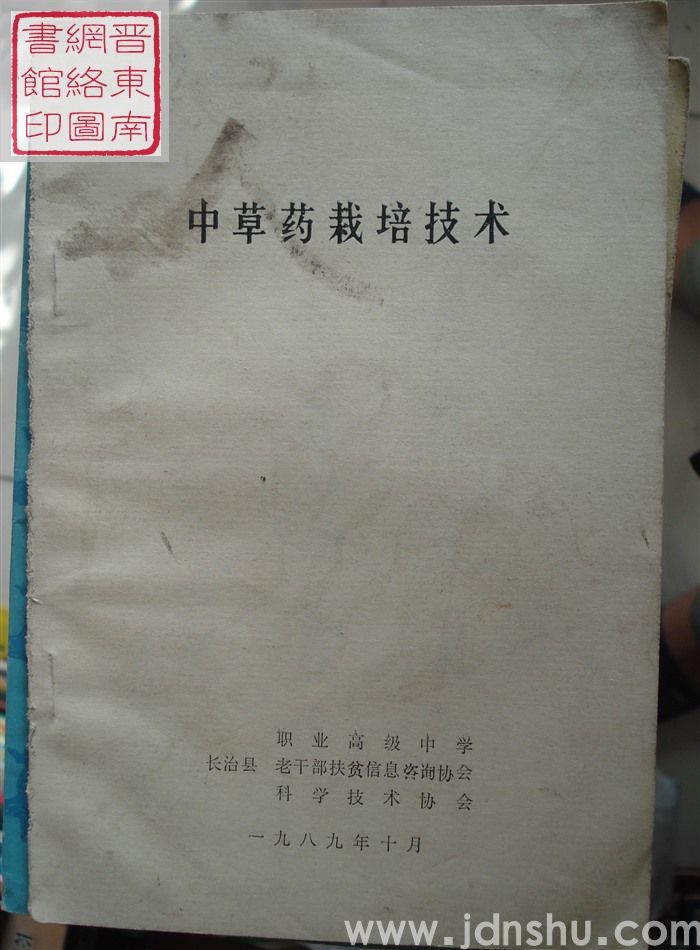 晋東南
網絡圖
書館印
中草药栽培技术
职业高级中学
长治县 老干部扶贫信息咨询协会
科学技术协会
一九八九年十月
www.jdnshu.com